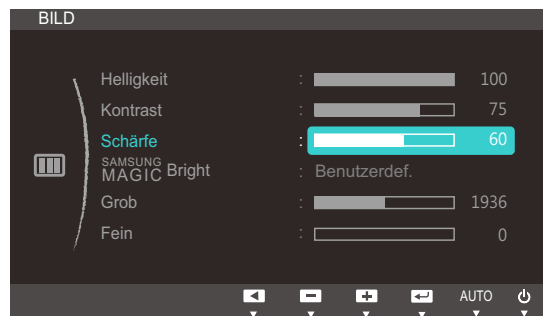 BILD
Helligkeit : 100
Kontrast : 75
Schärfe : 60
SAMSUNG
MAGIC Bright : Benutzerdef.
Grob : 1936
Fein : 0
AUTO